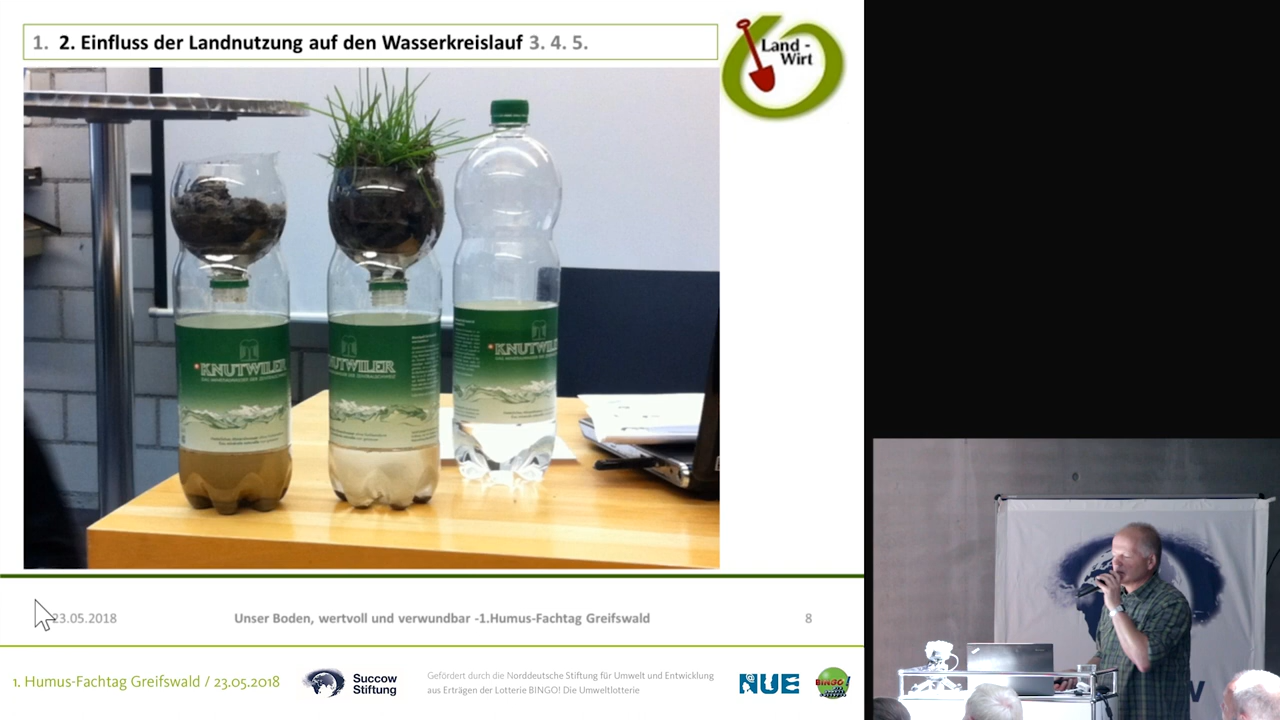 1. 2. Einfluss der Landnutzung auf den Wasserkreislauf 3. 4. 5.
Land -
Wirt
KNUTWILER
KNUTWILER
KNUTWILER
23.05.2018
Unser Boden, wertvoll und verwundbar -1.Humus-Fachtag Greifswald
8
1. Humus-Fachtag Greifswald / 23.05.2018
Succow
Stiftung
Gefördert durch die Norddeutsche Stiftung für Umwelt und Entwicklung
aus Erträgen der Lotterie BINGO! Die Umweltlotterie
NUE
BINGO!